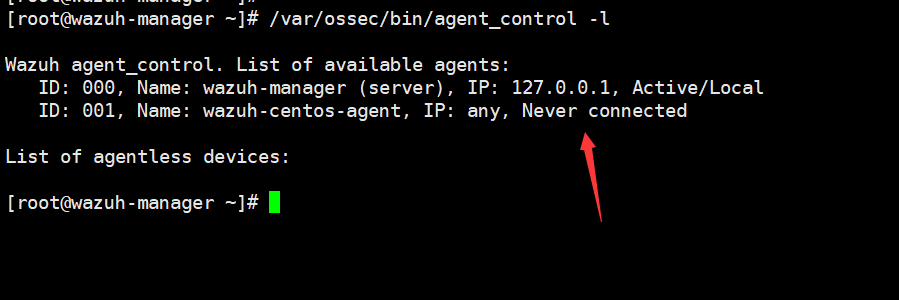 [root@wazuh-manager ~]# /var/ossec/bin/agent_control -l
Wazuh agent_control. List of available agents:
ID: 000, Name: wazuh-manager (server), IP: 127.0.0.1, Active/Local
ID: 001, Name: wazuh-centos-agent, IP: any, Never connected
List of agentless devices:
[root@wazuh-manager ~]#